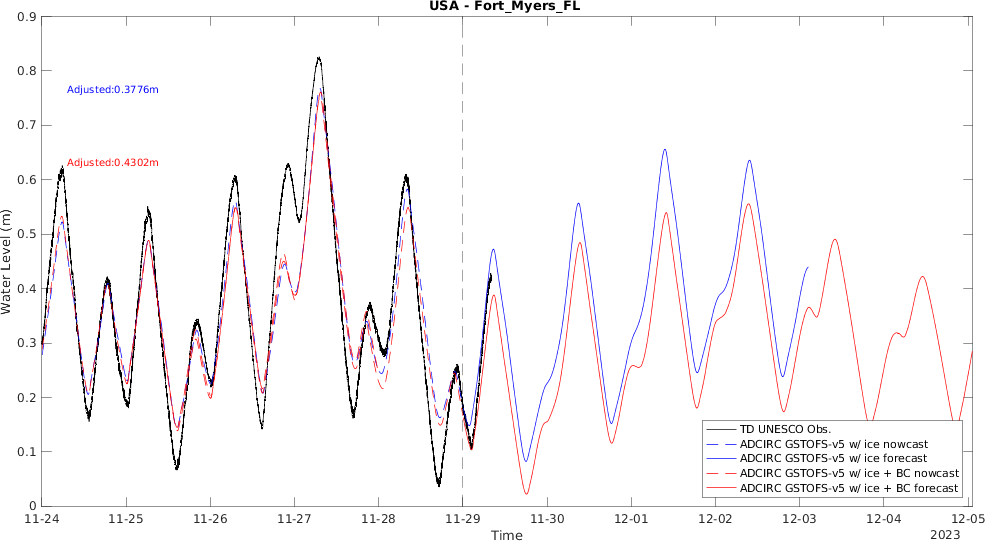 USA - Fort_Myers_FL
0.9
0.8
0.7
0.6
0.5
0.4
0.3
0.2
0.1
0
Water Level (m)
Adjusted:0.3776m
Adjusted:0.4302m
TD UNESCO Obs.
ADCIRC GSTOFS-v5 w/ ice nowcast
ADCIRC GSTOFS-v5 w/ ice forecast
ADCIRC GSTOFS-v5 w/ ice + BC nowcast
ADCIRC GSTOFS-v5 w/ ice + BC forecast
11-24 11-25 11-26 11-27 11-28 11-29 11-30 12-01 12-02 12-03 12-04 12-05
Time
2023